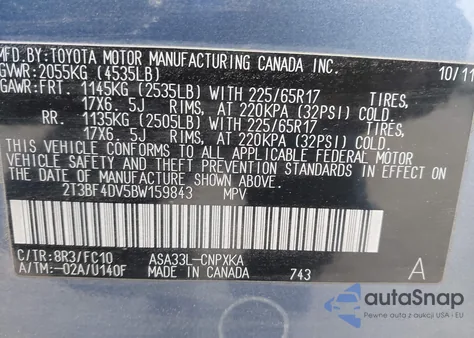 MFD.BY:TOYOTA MOTOR MANUFACTURING CANADA INC.
GVWR:2055KG (4535LB) 10/11
GAWR:FRT. 1145KG (2535LB) WITH 225/65R17 TIRES,
17X6.5J RIMS, AT 220KPA (32PSI) COLD.
RR. 1135KG (2505LB) WITH 225/65R17 TIRES,
17X6.5J RIMS, AT 220KPA (32PSI) COLD.
THIS VEHICLE CONFORMS TO ALL APPLICABLE FEDERAL MOTOR
VEHICLE SAFETY AND THEFT PREVENTION STANDARDS IN EFFECT ON
THE DATE OF MANUFACTURE SHOWN ABOVE.
2T3BF4DV5BW159843 MPV
C/TR:8R3/FC10 ASA33L-CNPXKA
A/TM:-02A/U140F MADE IN CANADA 743 A
autoSnap
Pewne auta z USA i EU